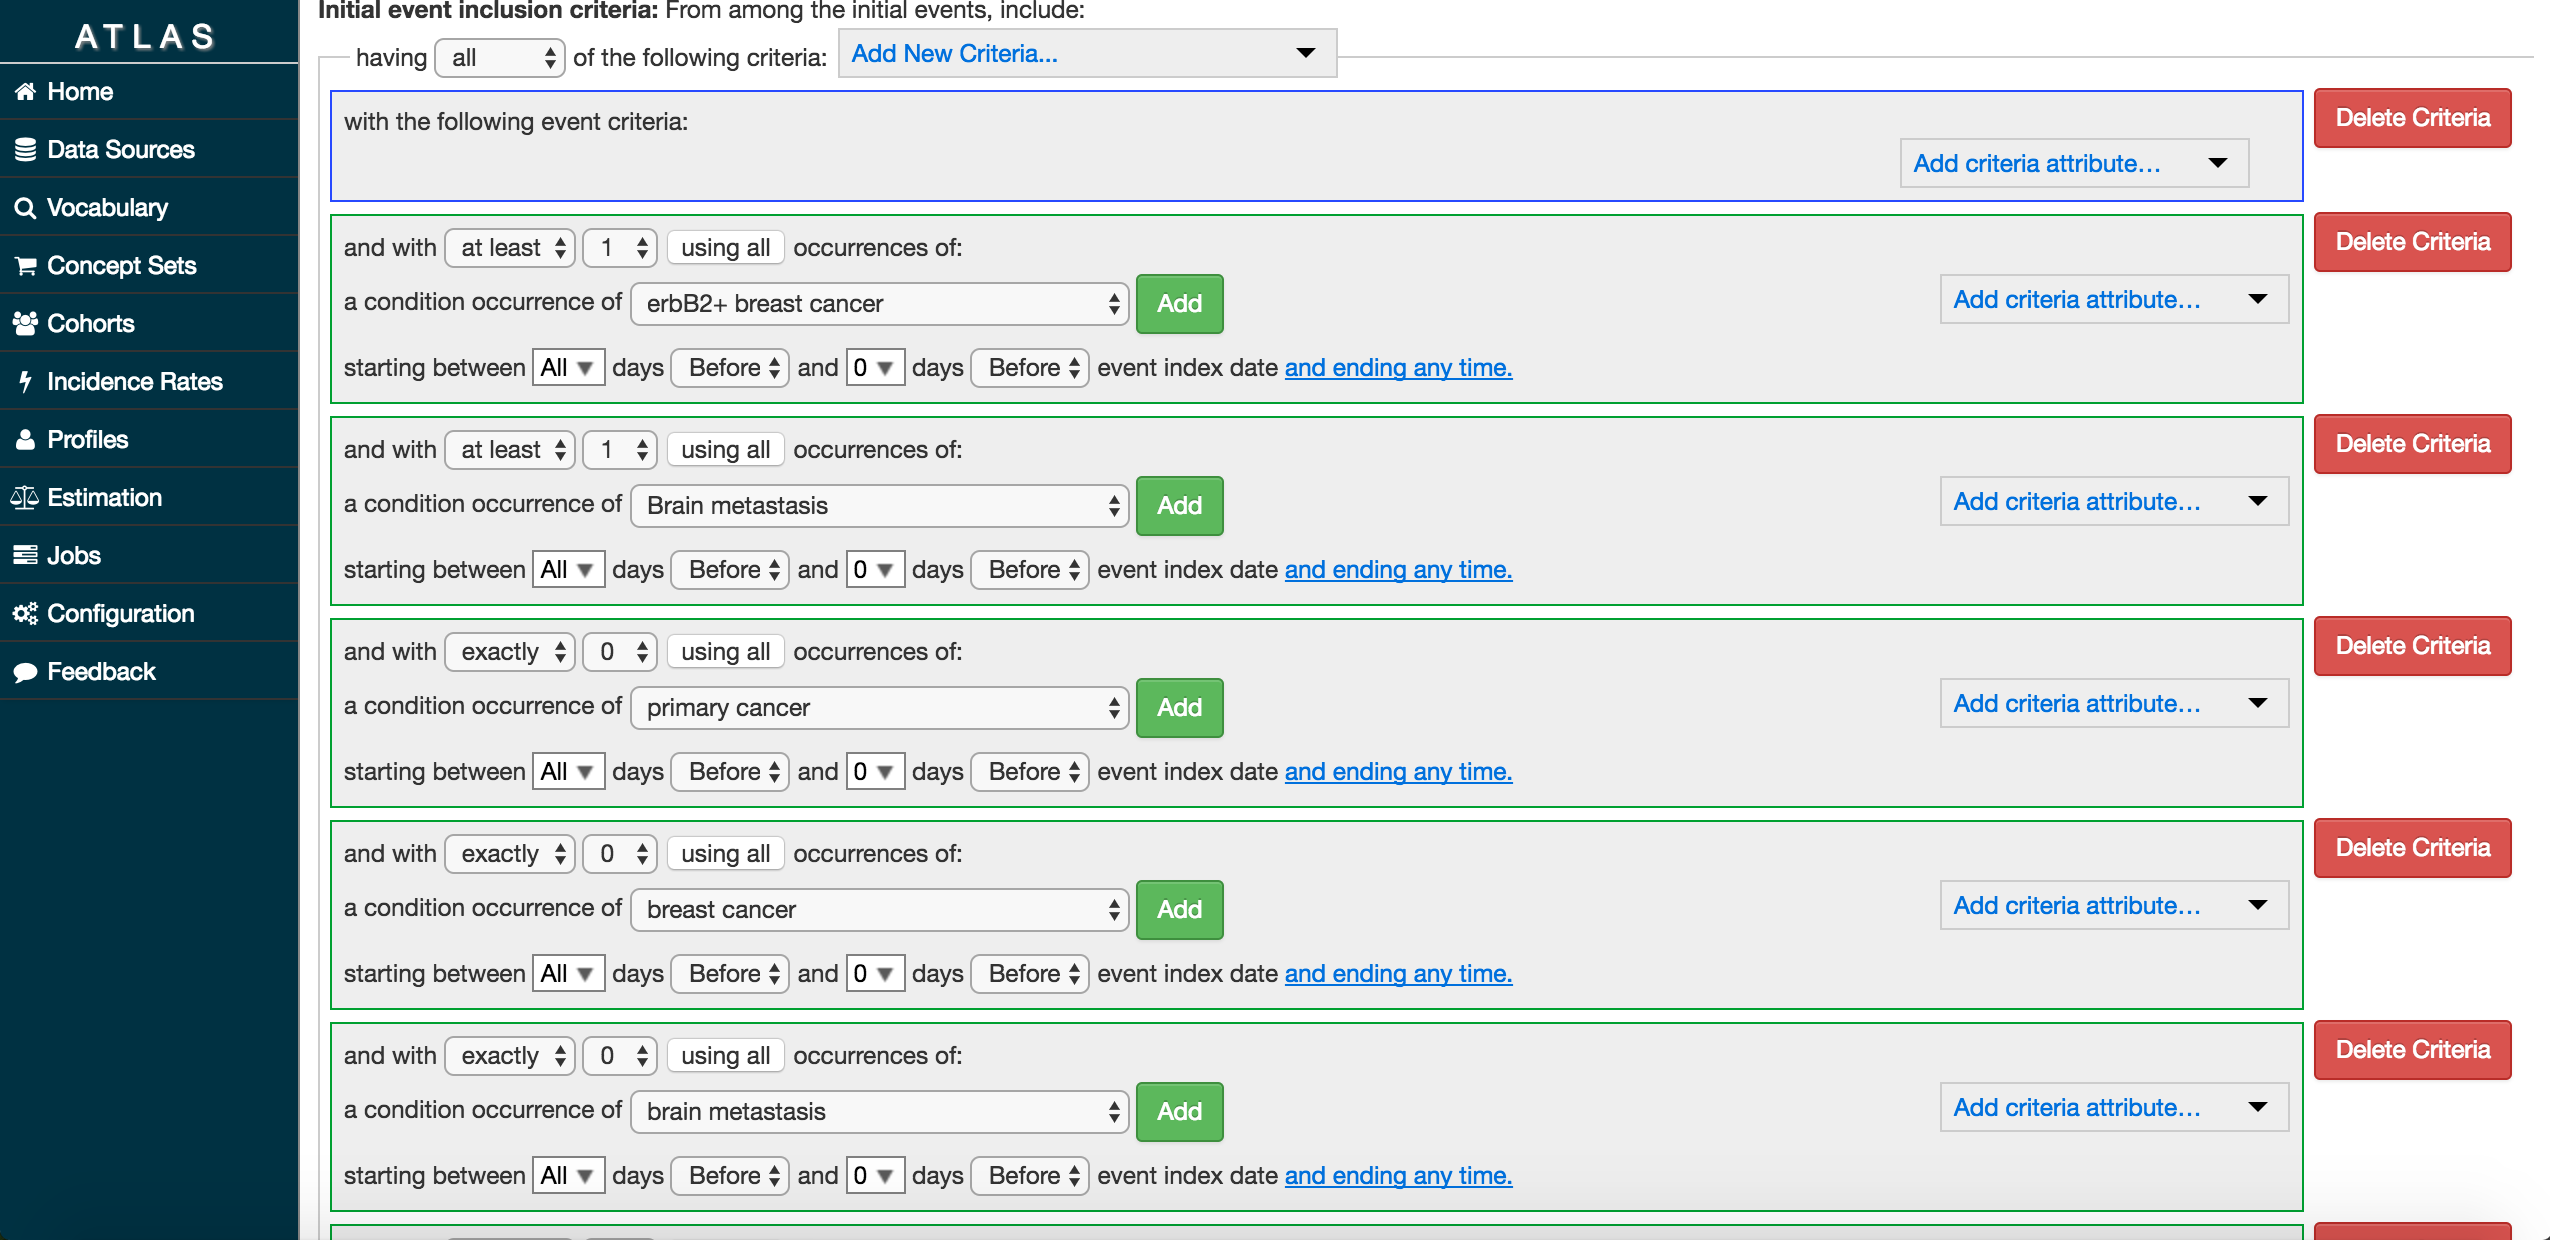 ATLAS
Home
Data Sources
Vocabulary
Concept Sets
Cohorts
Incidence Rates
Profiles
Estimation
Jobs
Configuration
Feedback
Initial event inclusion criteria: From among the initial events, include:
having all of the following criteria: Add New Criteria...
with the following event criteria:
Add criteria attribute...
Delete Criteria
and with at least 1 using all occurrences of:
a condition occurrence of erbB2+ breast cancer Add Add criteria attribute...
starting between All days Before and 0 days Before event index date and ending any time.
Delete Criteria
and with at least 1 using all occurrences of:
a condition occurrence of Brain metastasis Add Add criteria attribute...
starting between All days Before and 0 days Before event index date and ending any time.
Delete Criteria
and with exactly 0 using all occurrences of:
a condition occurrence of primary cancer Add Add criteria attribute...
starting between All days Before and 0 days Before event index date and ending any time.
Delete Criteria
and with exactly 0 using all occurrences of:
a condition occurrence of breast cancer Add Add criteria attribute...
starting between All days Before and 0 days Before event index date and ending any time.
Delete Criteria
and with exactly 0 using all occurrences of:
a condition occurrence of brain metastasis Add Add criteria attribute...
starting between All days Before and 0 days Before event index date and ending any time.
Delete Criteria